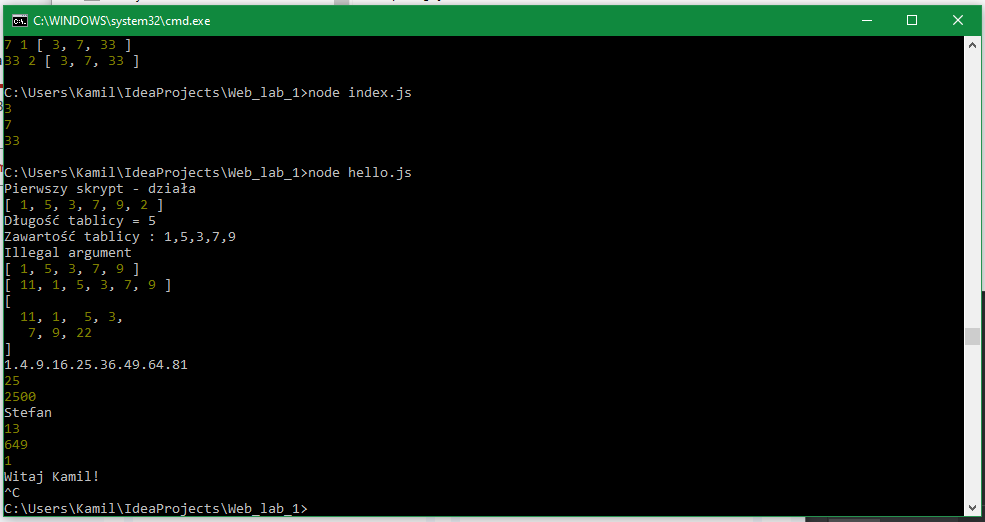 C:\WINDOWS\system32\cmd.exe
7 1 [ 3, 7, 33 ]
33 2 [ 3, 7, 33 ]
C:\Users\Kamil\IdeaProjects\Web_lab_1>node index.js
3
7
33
C:\Users\Kamil\IdeaProjects\Web_lab_1>node hello.js
Pierwszy skrypt - działa
[ 1, 5, 3, 7, 9, 2 ]
Długość tablicy = 5
Zawartość tablicy : 1,5,3,7,9
Illegal argument
[ 1, 5, 3, 7, 9 ]
[ 11, 1, 5, 3, 7, 9 ]
[
  11, 1,  5, 3,
   7, 9, 22
]
1.4.9.16.25.36.49.64.81
25
2500
Stefan
13
649
1
Witaj Kamil!
^C
C:\Users\Kamil\IdeaProjects\Web_lab_1>